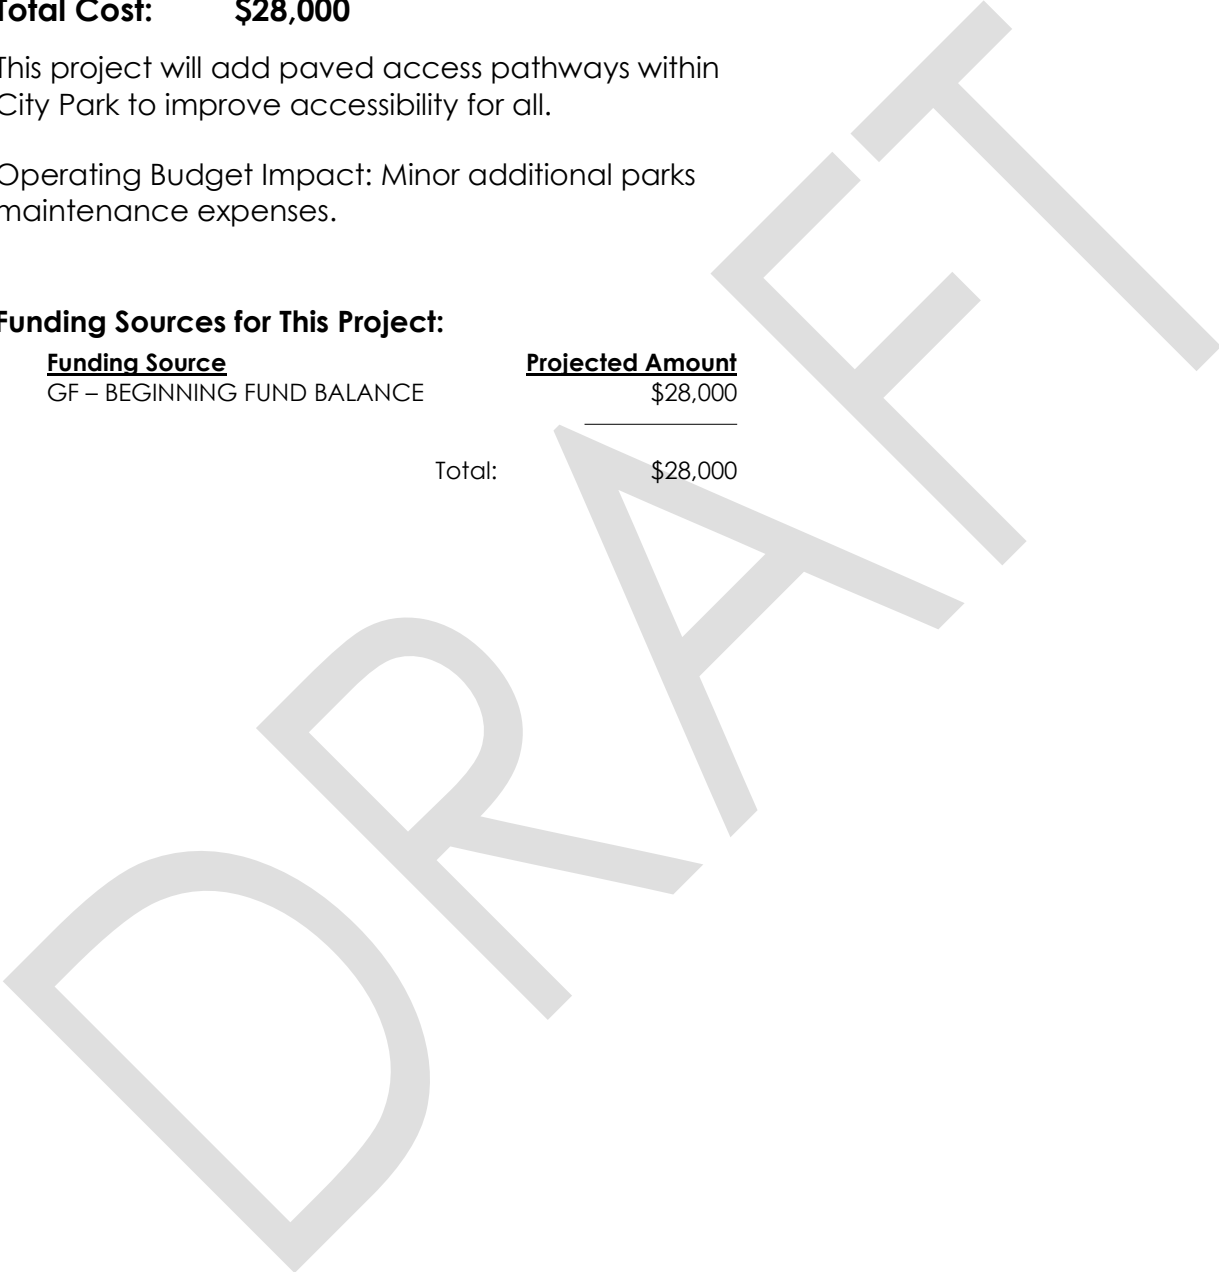 Total Cost: $28,000
This project will add paved access pathways within
City Park to improve accessibility for all.
Operating Budget Impact: Minor additional parks
maintenance expenses.
Funding Sources for This Project:
Funding Source Projected Amount
GF – BEGINNING FUND BALANCE $28,000
Total: $28,000
DRAFT